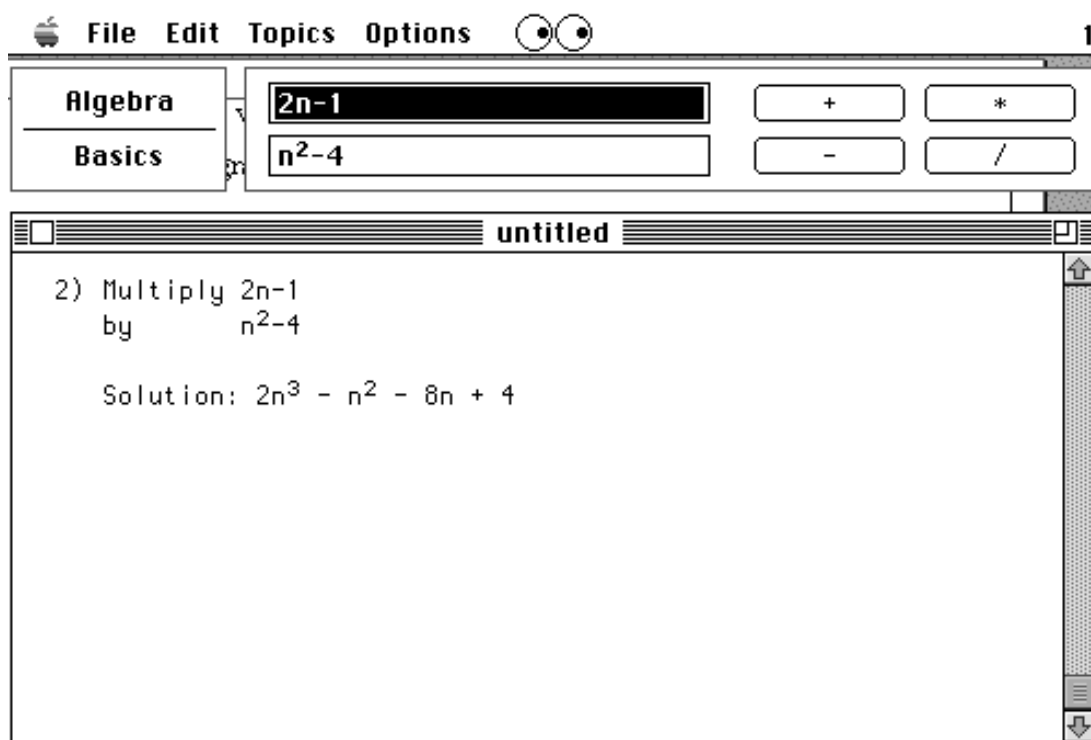 File Edit Topics Options
Algebra
Basics
2n-1
n²-4
+ *
- /
untitled
2) Multiply 2n-1
by n²-4
Solution: 2n³ - n² - 8n + 4